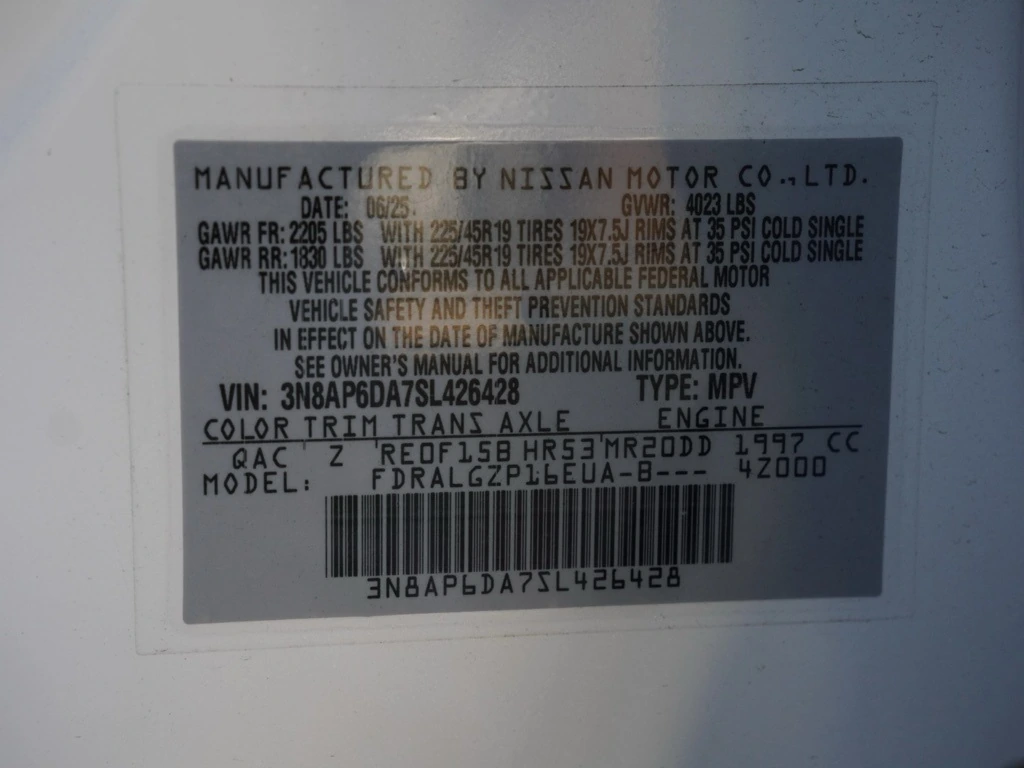 MANUFACTURED BY NISSAN MOTOR CO.,LTD.
DATE: 06/25. GVWR: 4023 LBS
GAWR FR: 2205 LBS WITH 225/45R19 TIRES 19X7.5J RIMS AT 35 PSI COLD SINGLE
GAWR RR: 1830 LBS WITH 225/45R19 TIRES 19X7.5J RIMS AT 35 PSI COLD SINGLE
THIS VEHICLE CONFORMS TO ALL APPLICABLE FEDERAL MOTOR
VEHICLE SAFETY AND THEFT PREVENTION STANDARDS
IN EFFECT ON THE DATE OF MANUFACTURE SHOWN ABOVE.
SEE OWNER'S MANUAL FOR ADDITIONAL INFORMATION.
VIN: 3N8AP6DA7SL426428 TYPE: MPV
COLOR TRIM TRANS AXLE ENGINE
QAC Z RE0F15B HR53 MR20DD 1997 CC
MODEL: FDRALGZP16EUA-B--- 4Z000
3N8AP6DA7SL426428